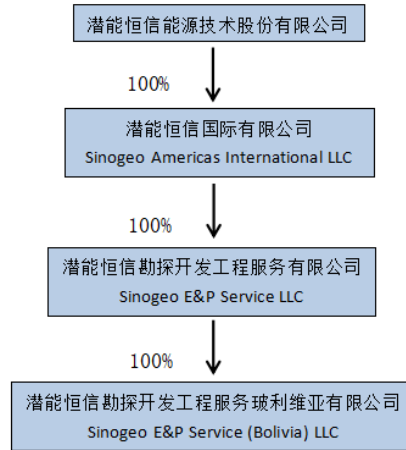 潜能恒信能源技术股份有限公司
100%
潜能恒信国际有限公司
Sinogeo Americas International LLC
100%
潜能恒信勘探开发工程服务有限公司
Sinogeo E&P Service LLC
100%
潜能恒信勘探开发工程服务玻利维亚有限公司
Sinogeo E&P Service (Bolivia) LLC